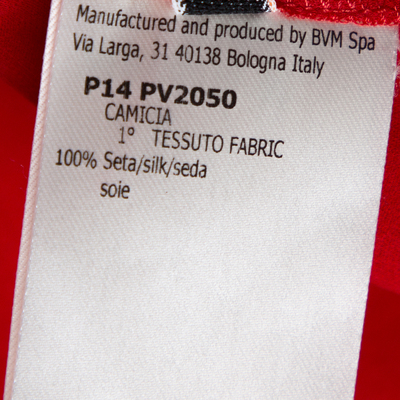 Manufactured and produced by BVM Spa
Via Larga, 31 40138 Bologna Italy
P14 PV2050
CAMICIA
1° TESSUTO FABRIC
100% Seta/silk/seda
soie